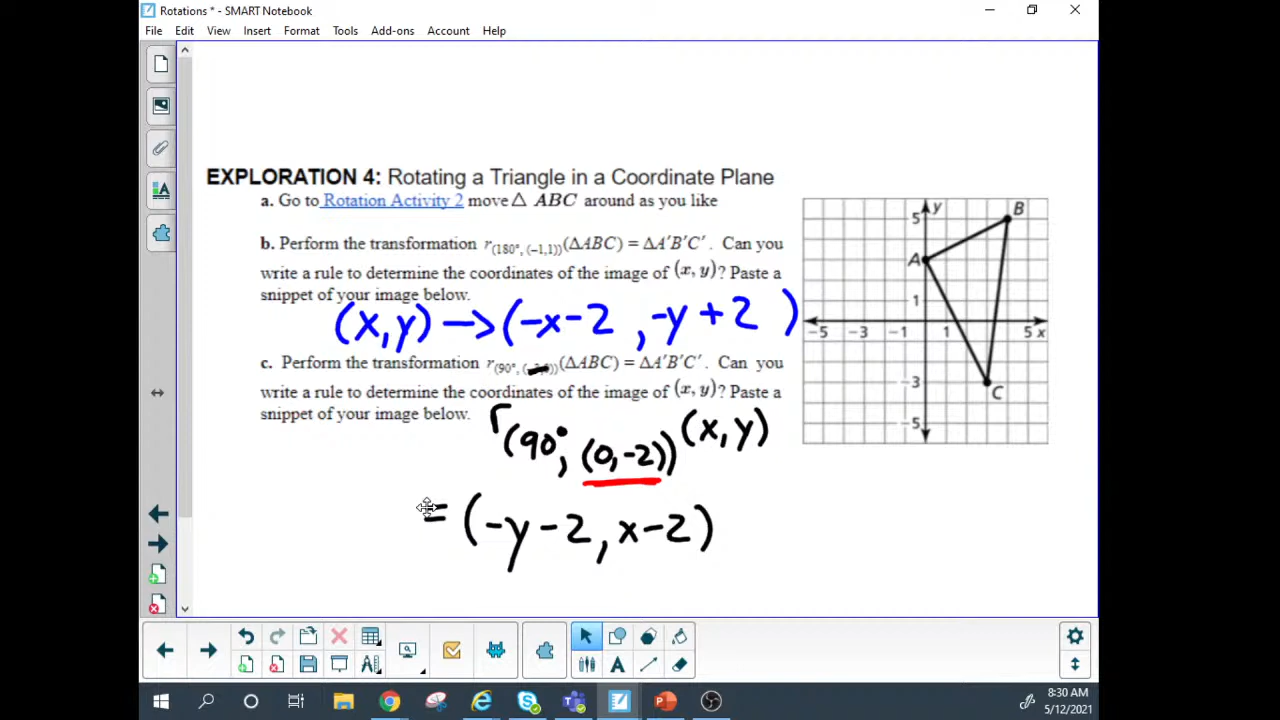 Rotations * - SMART Notebook
File Edit View Insert Format Tools Add-ons Account Help
EXPLORATION 4: Rotating a Triangle in a Coordinate Plane
a. Go to Rotation Activity 2 move △ ABC around as you like
b. Perform the transformation r(180°, (−1,1))(ΔABC) = ΔA′B′C′. Can you
write a rule to determine the coordinates of the image of (x, y)? Paste a
snippet of your image below.
(x,y) → (-x-2, -y+2)
c. Perform the transformation r(90°, ())(ΔABC) = ΔA′B′C′. Can you
write a rule to determine the coordinates of the image of (x, y)? Paste a
snippet of your image below.
r(90°, (0,-2))(x,y)
= (-y-2, x-2)
5 y B
A
1
-5 -3 -1 1 5 x
-3 C
-5
8:30 AM
5/12/2021